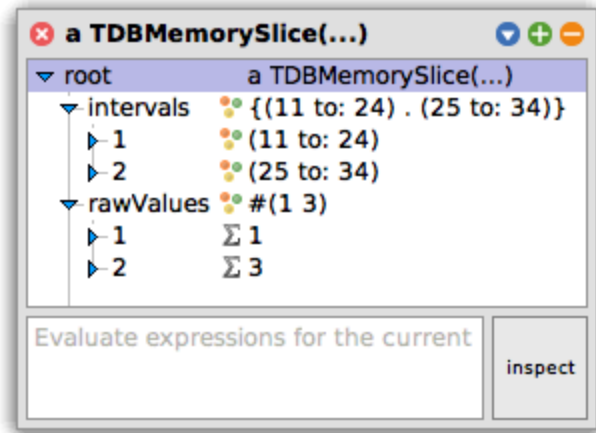 a TDBMemorySlice(...)
root a TDBMemorySlice(...)
intervals {(11 to: 24) . (25 to: 34)}
1 (11 to: 24)
2 (25 to: 34)
rawValues #(1 3)
1 Σ 1
2 Σ 3
Evaluate expressions for the current
inspect